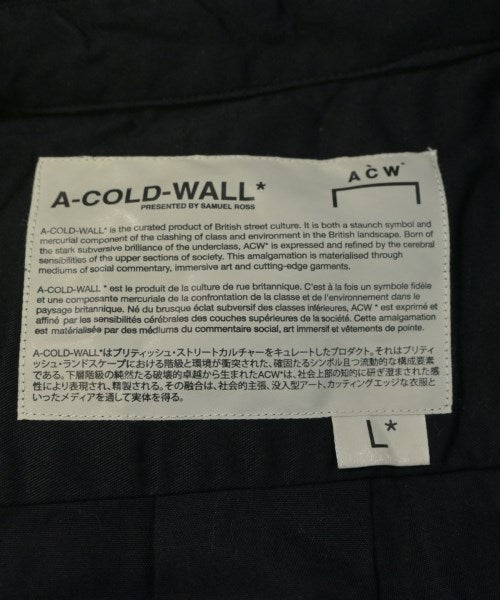 A-COLD-WALL*
PRESENTED BY SAMUEL ROSS
ÀCW*
A-COLD-WALL* is the curated product of British street culture. It is both a staunch symbol and
mercurial component of the clashing of class and environment in the British landscape. Born of
the stark subversive brilliance of the underclass, ACW* is expressed and refined by the cerebral
sensibilities of the upper sections of society. This amalgamation is materialised through
mediums of social commentary, immersive art and cutting-edge garments.
A-COLD-WALL * est le produit de la culture de rue britannique. C'est à la fois un symbole fidèle
et une composante mercuriale de la confrontation de la classe et de l'environnement dans le
paysage britannique. Né du brusque éclat subversif des classes inférieures, ACW * est exprimé et
affiné par les sensibilités cérébrales des couches supérieures de la société. Cette amalgamation
est matérialisée par des médiums du commentaire social, art immersif et vêtements de pointe.
A-COLD-WALL*はブリティッシュ・ストリートカルチャーをキュレートしたプロダクト。それはブリティ
ッシュ・ランドスケープにおける階級と環境が衝突された、確固たるシンボル且つ流動的な構成要素
である。下層階級の純然たる破壊的卓越から生まれたACW*は、社会上部の知的に研ぎ澄まされた感
性により表現され、精製される。その融合は、社会的主張、没入型アート、カッティングエッジな衣服と
いったメディアを通して実体を得る。
L*